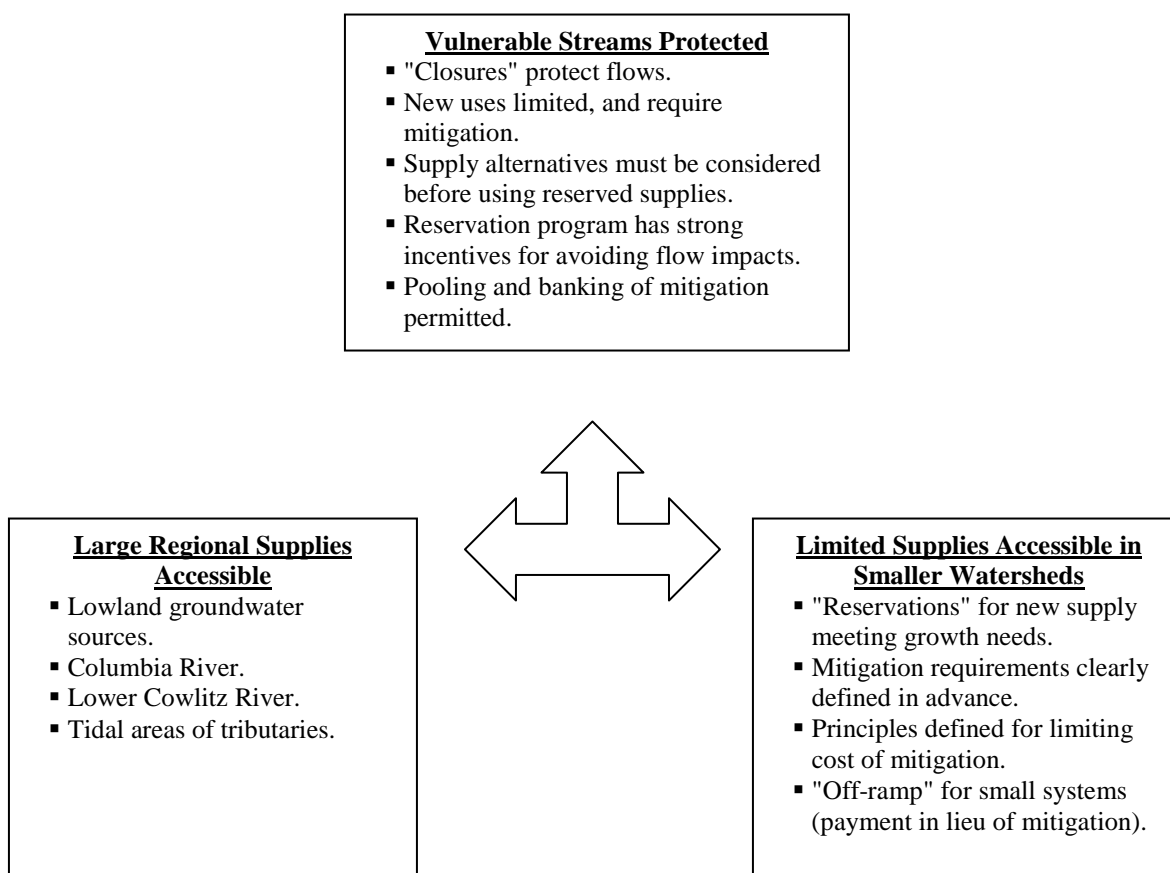 Vulnerable Streams Protected
▪ "Closures" protect flows.
▪ New uses limited, and require
mitigation.
▪ Supply alternatives must be considered
before using reserved supplies.
▪ Reservation program has strong
incentives for avoiding flow impacts.
▪ Pooling and banking of mitigation
permitted.
Large Regional Supplies
Accessible
▪ Lowland groundwater
sources.
▪ Columbia River.
▪ Lower Cowlitz River.
▪ Tidal areas of tributaries.
Limited Supplies Accessible in
Smaller Watersheds
▪ "Reservations" for new supply
meeting growth needs.
▪ Mitigation requirements clearly
defined in advance.
▪ Principles defined for limiting
cost of mitigation.
▪ "Off-ramp" for small systems
(payment in lieu of mitigation).